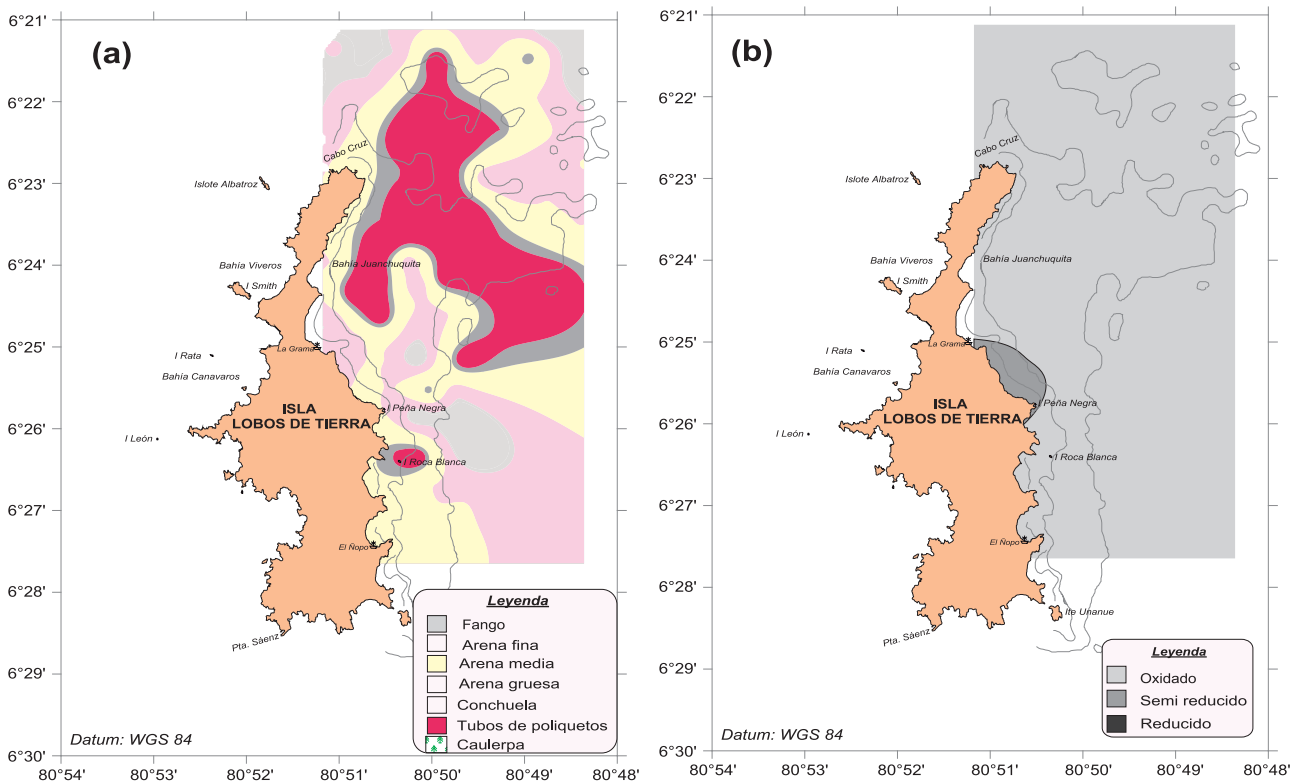 (a)
6°21'
6°22'
6°23'
6°24'
6°25'
6°26'
6°27'
6°28'
6°29'
6°30'
80°54'
80°53'
80°52'
80°51'
80°50'
80°49'
80°48'
Cabo Cruz
Islote Albatroz
Bahía Viveros
Bahía Juanchuquita
I Smith
La Grama
I Rata
Bahía Canavaros
I Peña Negra
ISLA
LOBOS DE TIERRA
I León
I Roca Blanca
El Ñopo
Pta. Sáenz
Datum: WGS 84
Leyenda
Fango
Arena fina
Arena media
Arena gruesa
Conchuela
Tubos de poliquetos
Caulerpa
(b)
6°21'
6°22'
6°23'
6°24'
6°25'
6°26'
6°27'
6°28'
6°29'
6°30'
80°54'
80°53'
80°52'
80°51'
80°50'
80°49'
80°48'
Cabo Cruz
Islote Albatroz
Bahía Viveros
Bahía Juanchuquita
I Smith
La Grama
I Rata
Bahía Canavaros
I Peña Negra
ISLA
LOBOS DE TIERRA
I León
I Roca Blanca
El Ñopo
Ite Unanue
Pta. Sáenz
Datum: WGS 84
Leyenda
Oxidado
Semi reducido
Reducido